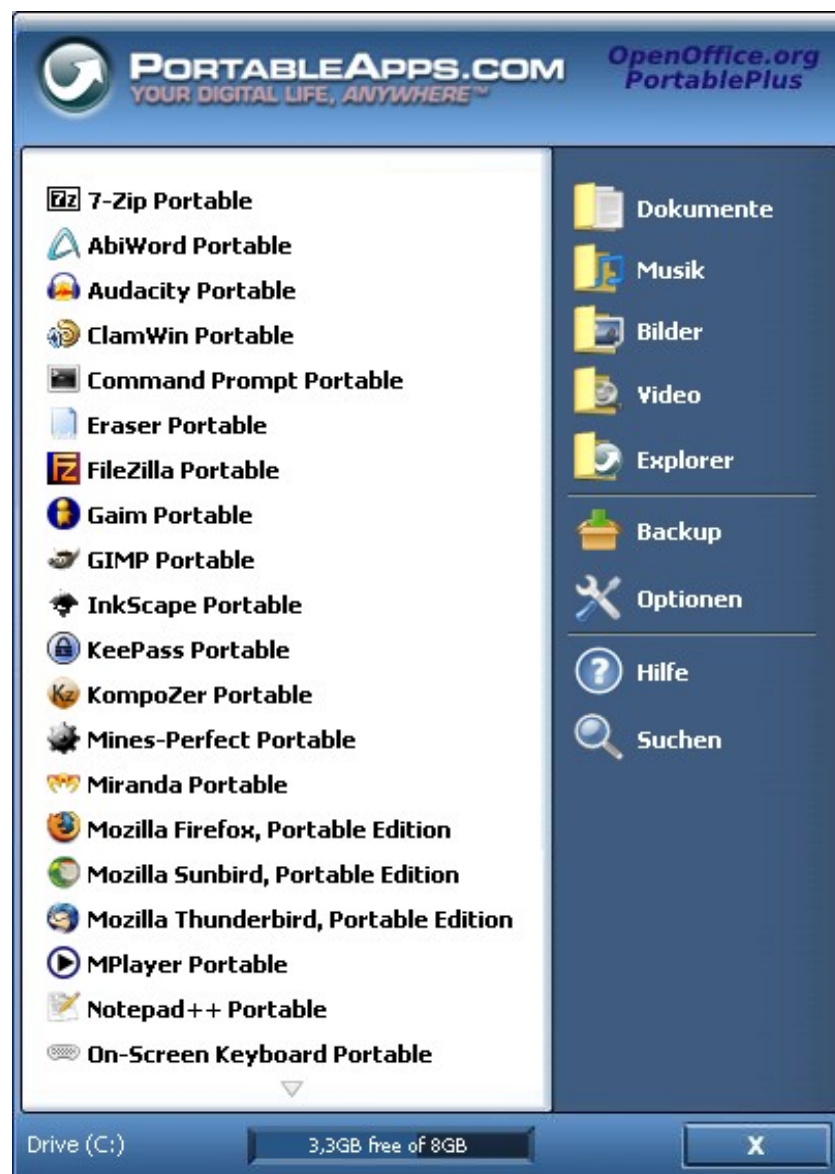 PORTABLEAPPS.COM
YOUR DIGITAL LIFE, ANYWHERE™
OpenOffice.org
PortablePlus
7z 7-Zip Portable
AbiWord Portable
Audacity Portable
ClamWin Portable
Command Prompt Portable
Eraser Portable
FZ FileZilla Portable
Gaim Portable
GIMP Portable
InkScape Portable
KeePass Portable
Kz KompoZer Portable
Mines-Perfect Portable
Miranda Portable
Mozilla Firefox, Portable Edition
Mozilla Sunbird, Portable Edition
Mozilla Thunderbird, Portable Edition
MPlayer Portable
Notepad++ Portable
On-Screen Keyboard Portable
Dokumente
Musik
Bilder
Video
Explorer
Backup
Optionen
? Hilfe
Suchen
Drive (C:)
3,3GB free of 8GB
X